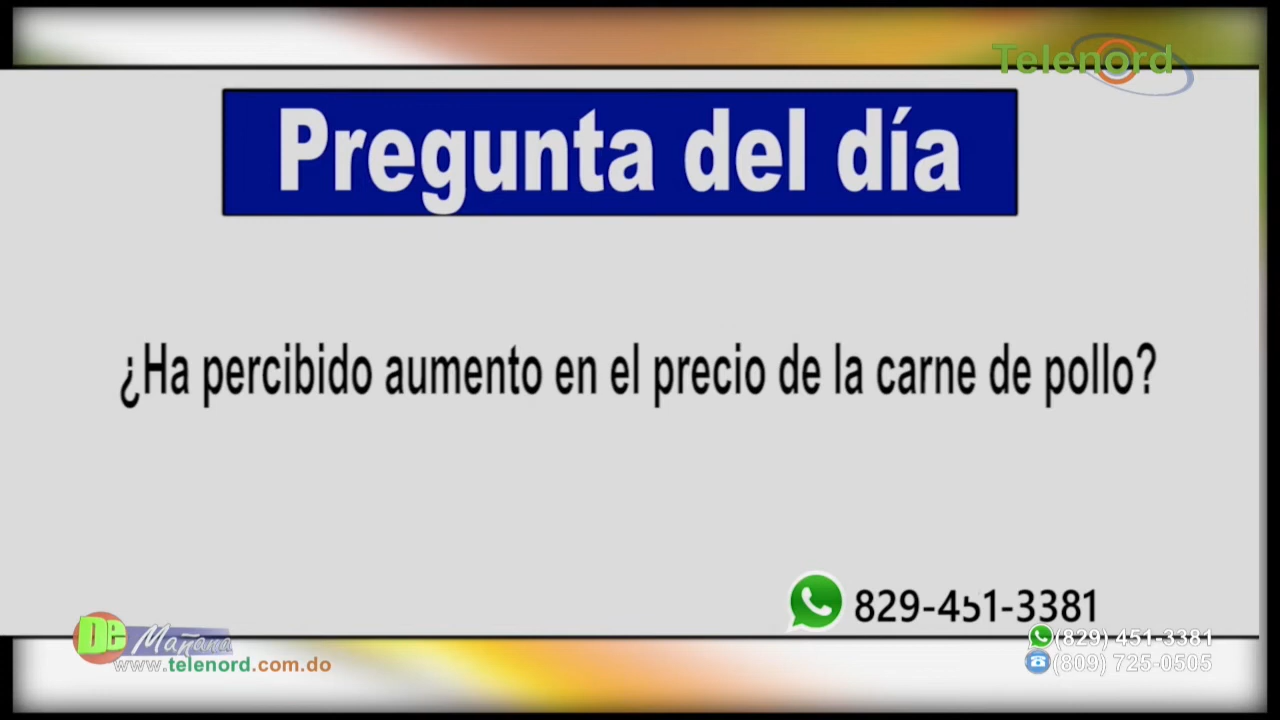 Telenord
Pregunta del día
¿Ha percibido aumento en el precio de la carne de pollo?
829-451-3381
De Mañana
www.telenord.com.do
(829) 451-3381
(809) 725-0505